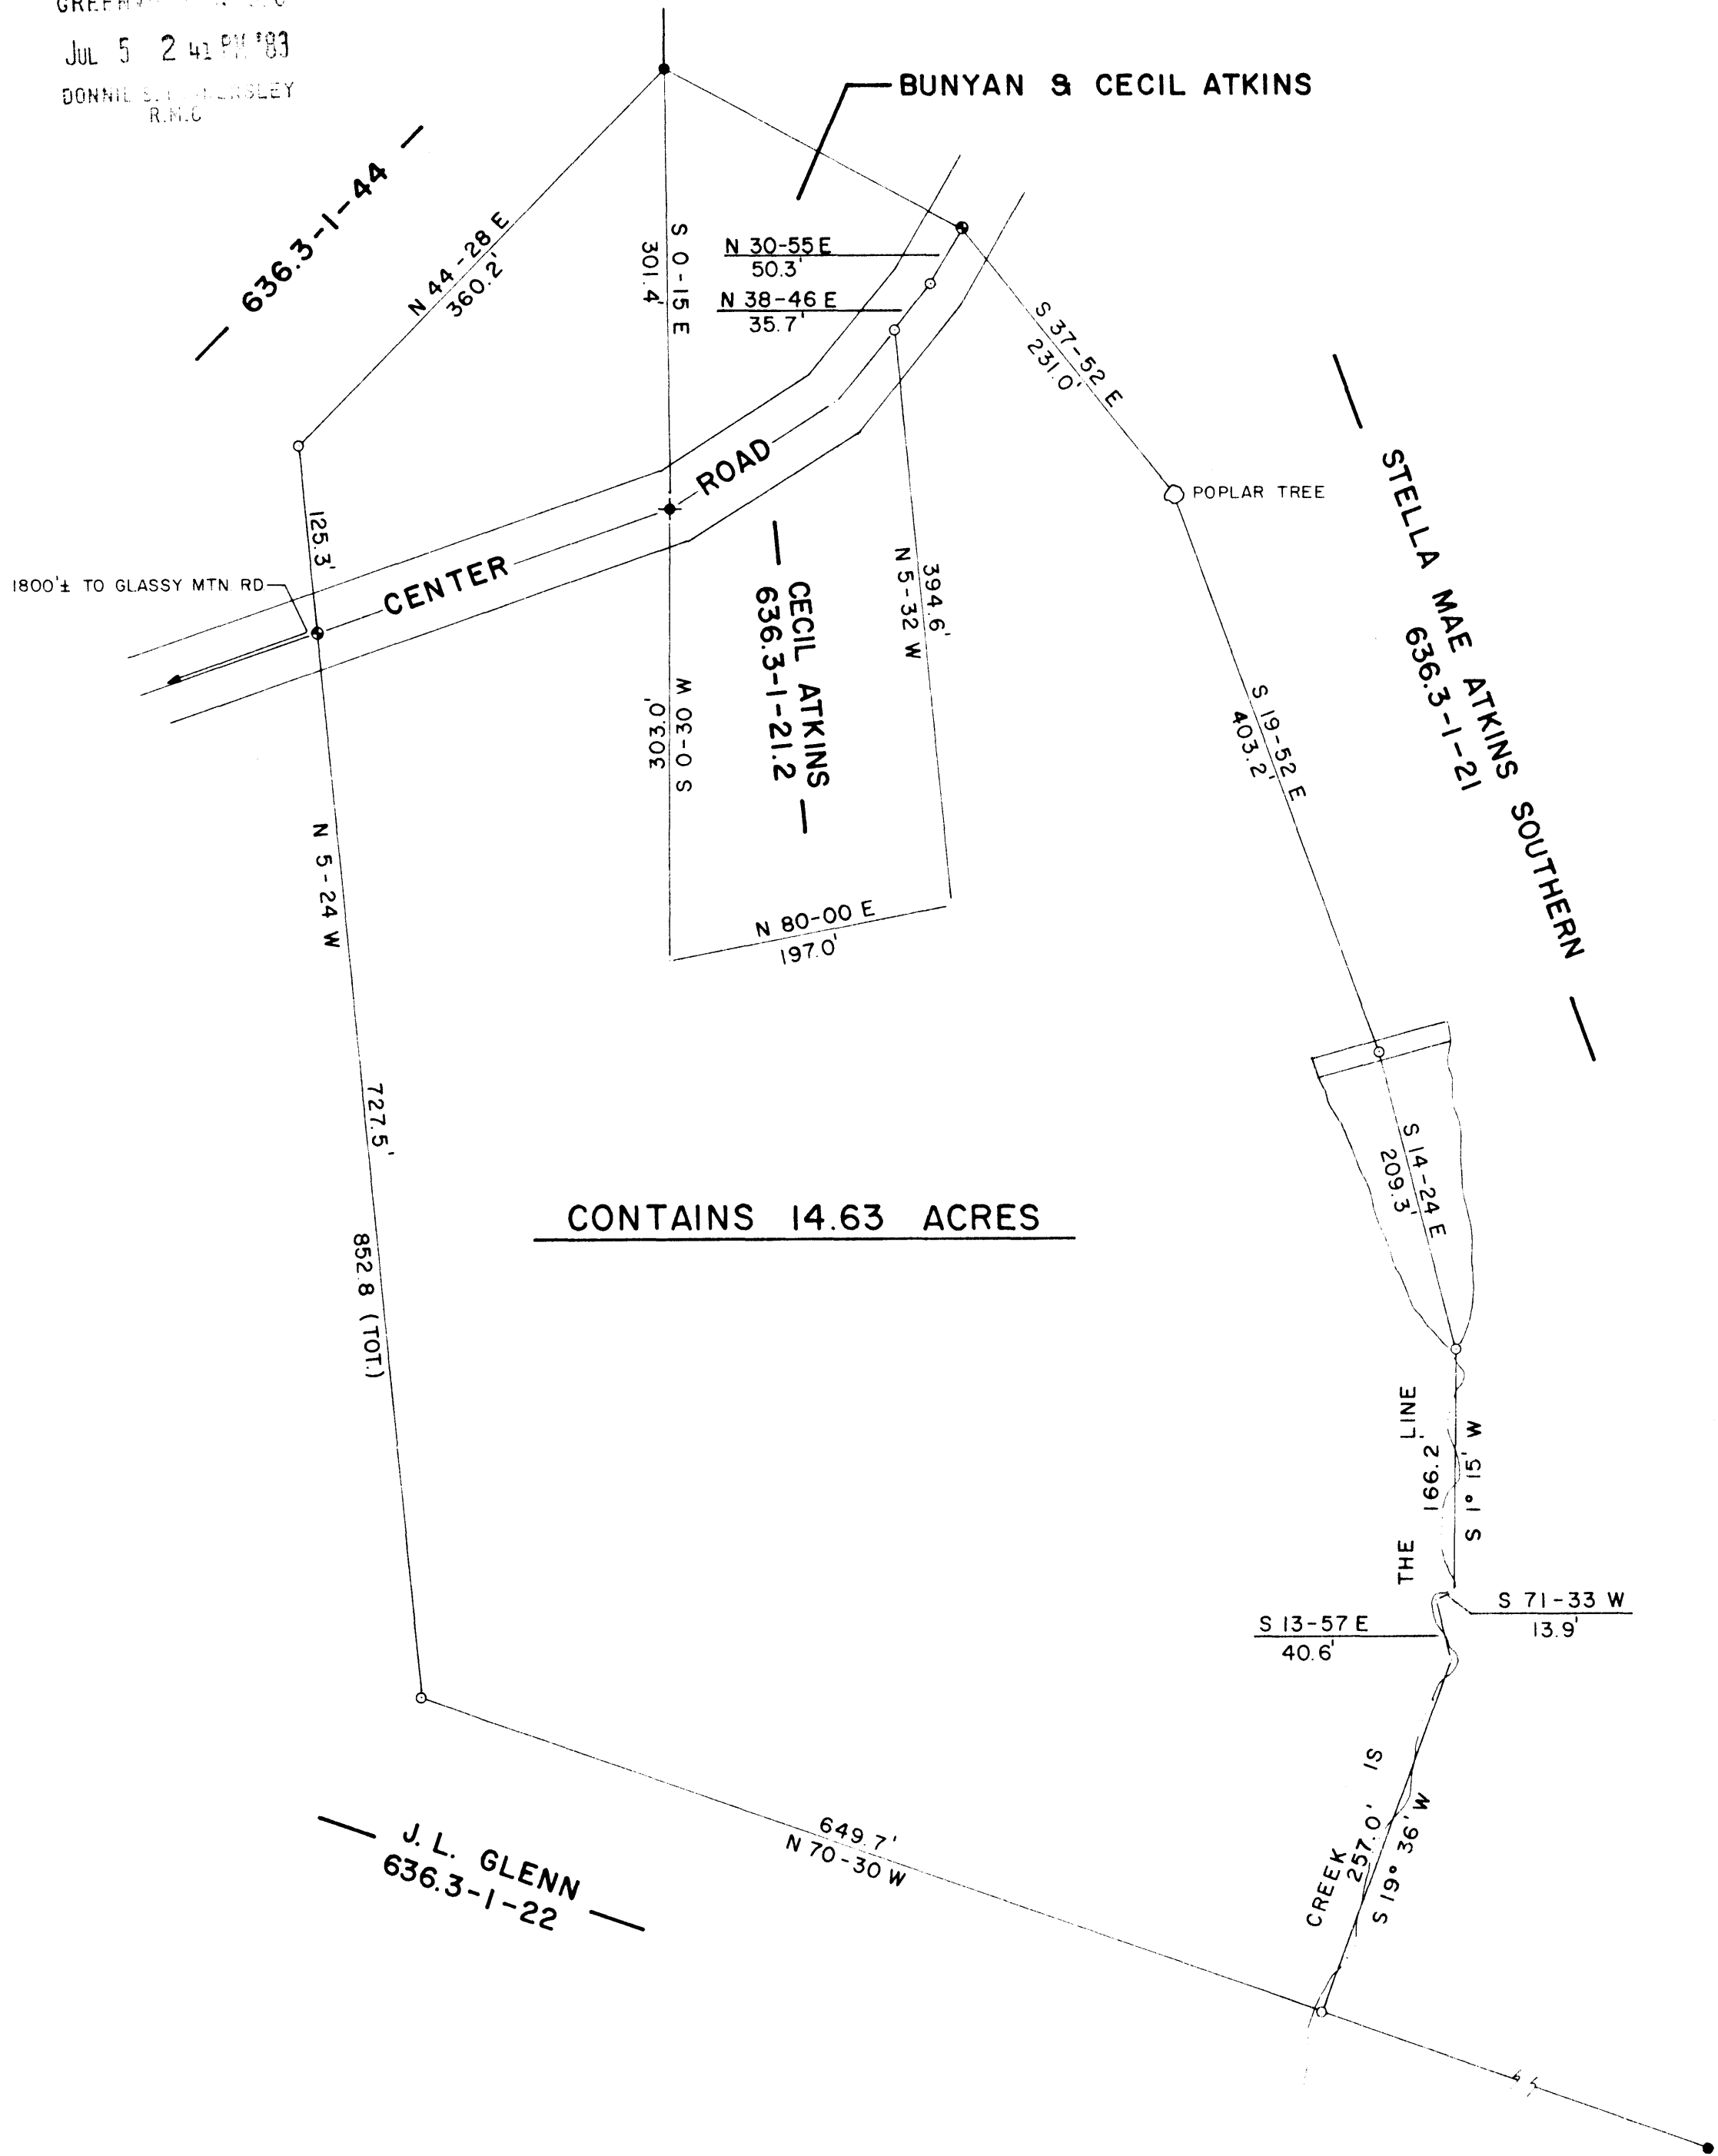 JUL 5 2 41 PM '83
R.M.C
BUNYAN & CECIL ATKINS
636.3-1-44
N 44-28 E
360.2'
S 0-15 E
301.4'
N 30-55 E
50.3'
N 38-46 E
35.7'
S 37-52 E
231.0'
POPLAR TREE
STELLA MAE ATKINS SOUTHERN
636.3-1-21
125.3'
1800'± TO GLASSY MTN RD
CENTER ROAD
CECIL ATKINS
636.3-1-21.2
394.6'
N 5-32 W
S 0-30 W
303.0'
S 19-52 E
403.2'
N 5-24 W
N 80-00 E
197.0'
727.5'
852.8 (TOT.)
CONTAINS 14.63 ACRES
S 14-24 E
209.3'
166.2'
S 1° 15' W
S 71-33 W
13.9'
S 13-57 E
40.6'
CREEK IS THE LINE
257.0'
S 19° 36' W
649.7'
N 70-30 W
J. L. GLENN
636.3-1-22